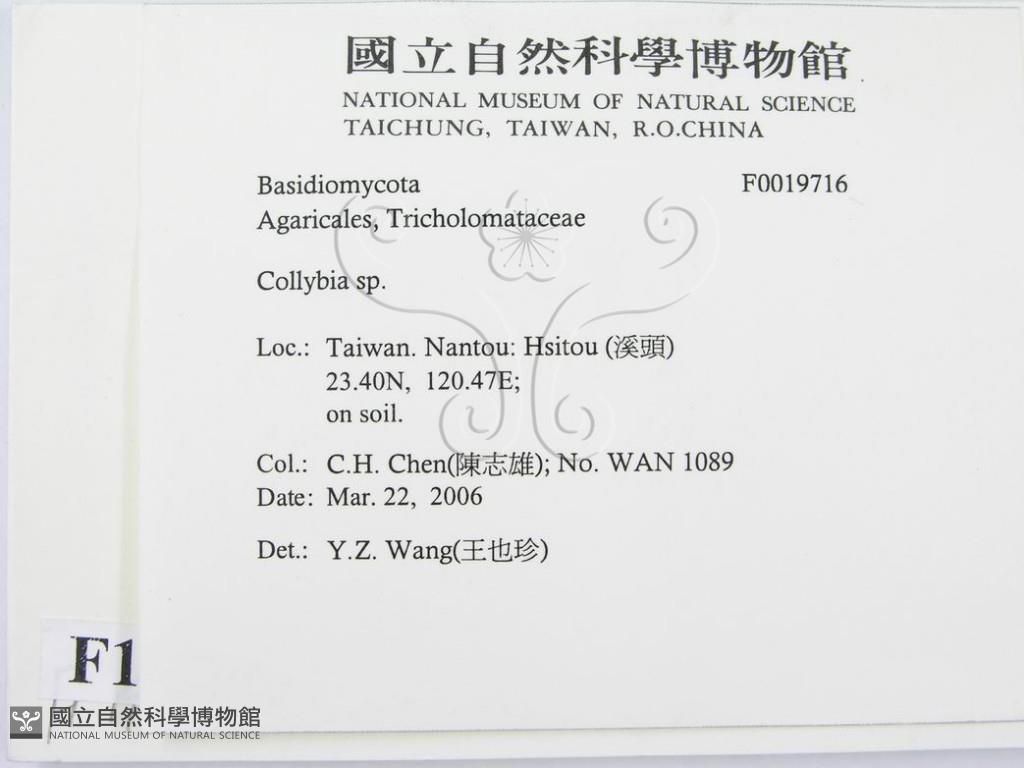 國立自然科學博物館
NATIONAL MUSEUM OF NATURAL SCIENCE
TAICHUNG, TAIWAN, R.O.CHINA
Basidiomycota F0019716
Agaricales, Tricholomataceae
Collybia sp.
Loc.: Taiwan. Nantou: Hsitou (溪頭)
23.40N, 120.47E;
on soil.
Col.: C.H. Chen(陳志雄); No. WAN 1089
Date: Mar. 22, 2006
Det.: Y.Z. Wang(王也珍)
F1
國立自然科學博物館
NATIONAL MUSEUM OF NATURAL SCIENCE